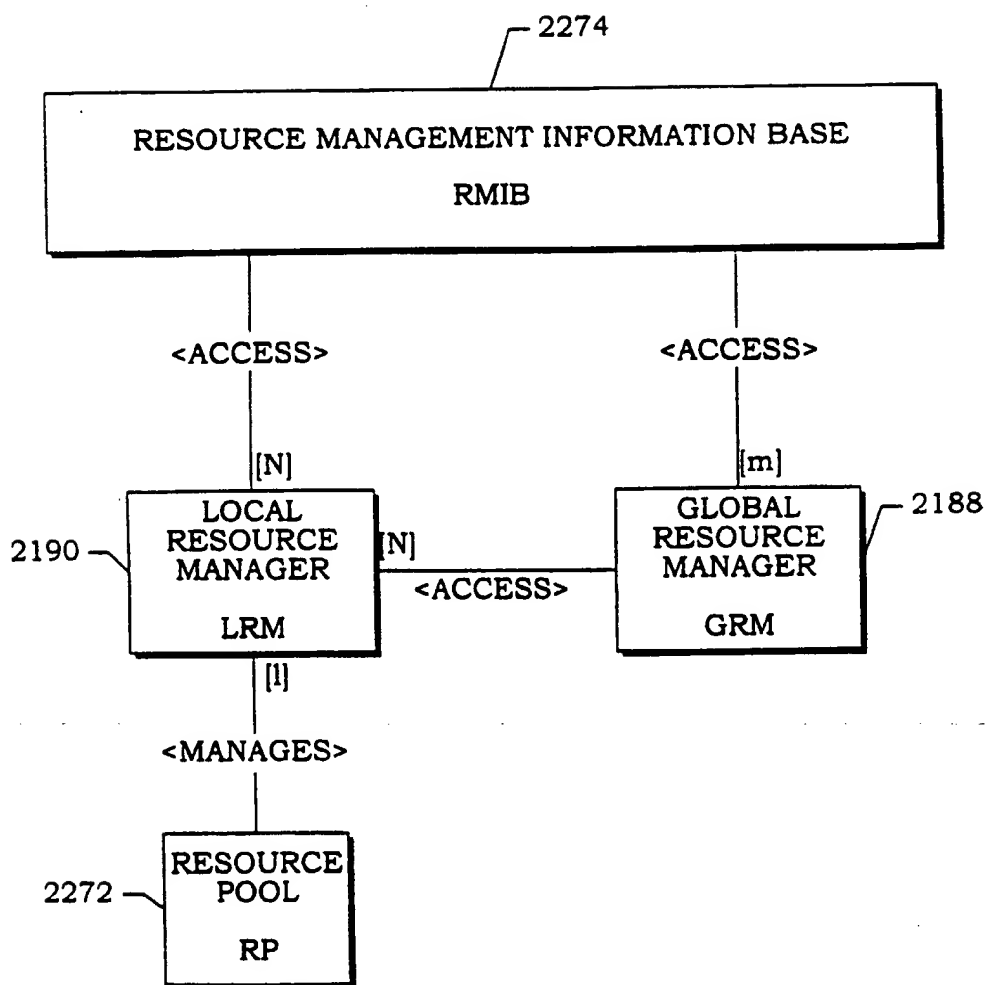 2274
RESOURCE MANAGEMENT INFORMATION BASE
RMIB
<ACCESS>
<ACCESS>
[N]
[m]
LOCAL
RESOURCE
MANAGER
LRM
2190
[N]
<ACCESS>
GLOBAL
RESOURCE
MANAGER
GRM
2188
[l]
<MANAGES>
RESOURCE
POOL
RP
2272